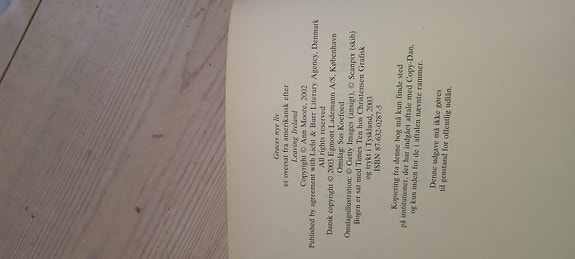 Graces nye liv
er oversat fra amerikansk efter
Leaving Ireland
Copyright © Ann Moore, 2002
Published by agreement with Licht & Burr Literary Agency, Denmark
All rights reserved
Dansk copyright © 2003 Egmont Lademann A/S, København
Omslag: Sus Kofoed
Omslagsillustration: © Getty Images (mandg), © Scanpix (skib)
Bogen er sat med Times Ten hos Christensen Grafisk
og trykt i Tyskland, 2003
ISBN 87-632-0287-5
Kopiering fra denne bog må kun finde sted
på institutioner, der har indgået aftale med Copy-Dan,
og kun inden for de i aftalen nævnte rammer.
Denne udgave må ikke gøres
til genstand for offentlig udlån.